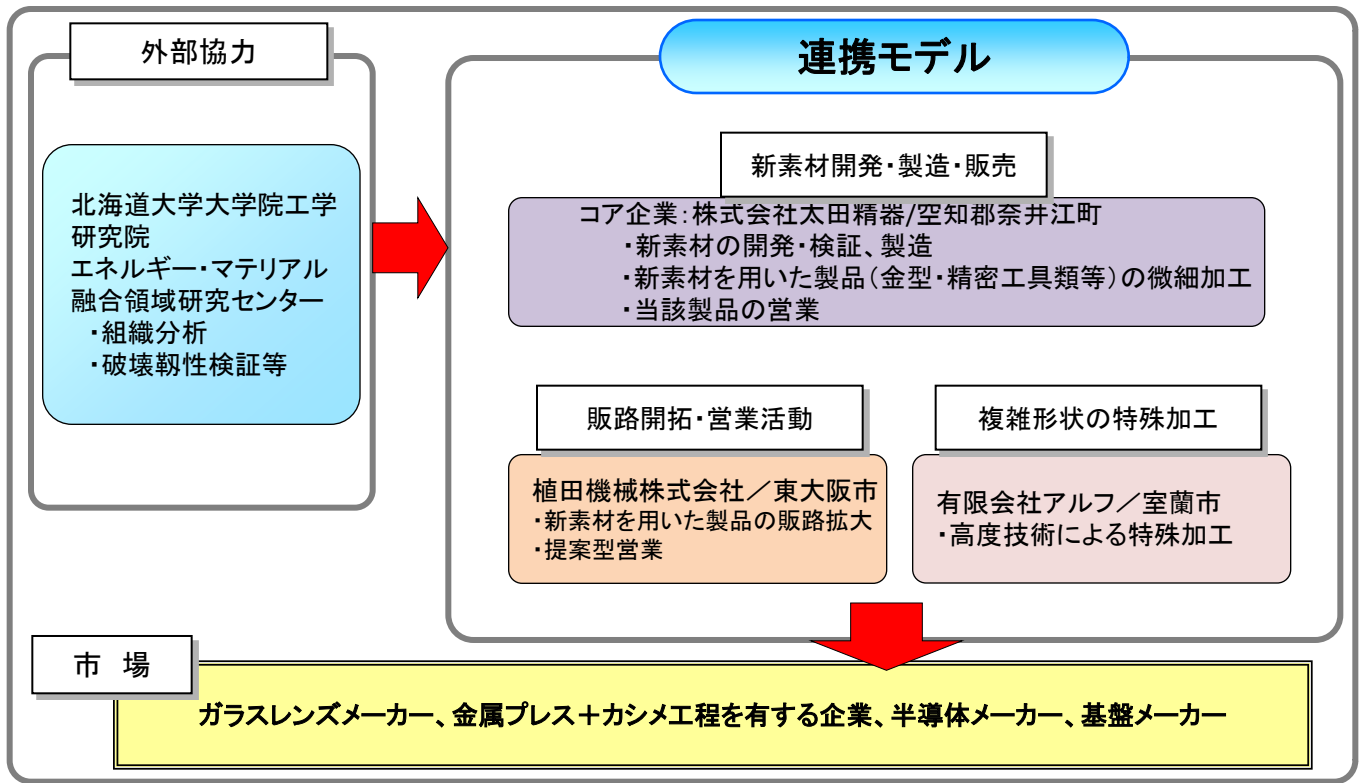 外部協力
北海道大学大学院工学
研究院
エネルギー・マテリアル
融合領域研究センター
・組織分析
・破壊靱性検証等
連携モデル
新素材開発・製造・販売
コア企業：株式会社太田精器/空知郡奈井江町
・新素材の開発・検証、製造
・新素材を用いた製品（金型・精密工具類等）の微細加工
・当該製品の営業
販路開拓・営業活動
植田機械株式会社／東大阪市
・新素材を用いた製品の販路拡大
・提案型営業
複雑形状の特殊加工
有限会社アルフ／室蘭市
・高度技術による特殊加工
市　場
ガラスレンズメーカー、金属プレス＋カシメ工程を有する企業、半導体メーカー、基盤メーカー